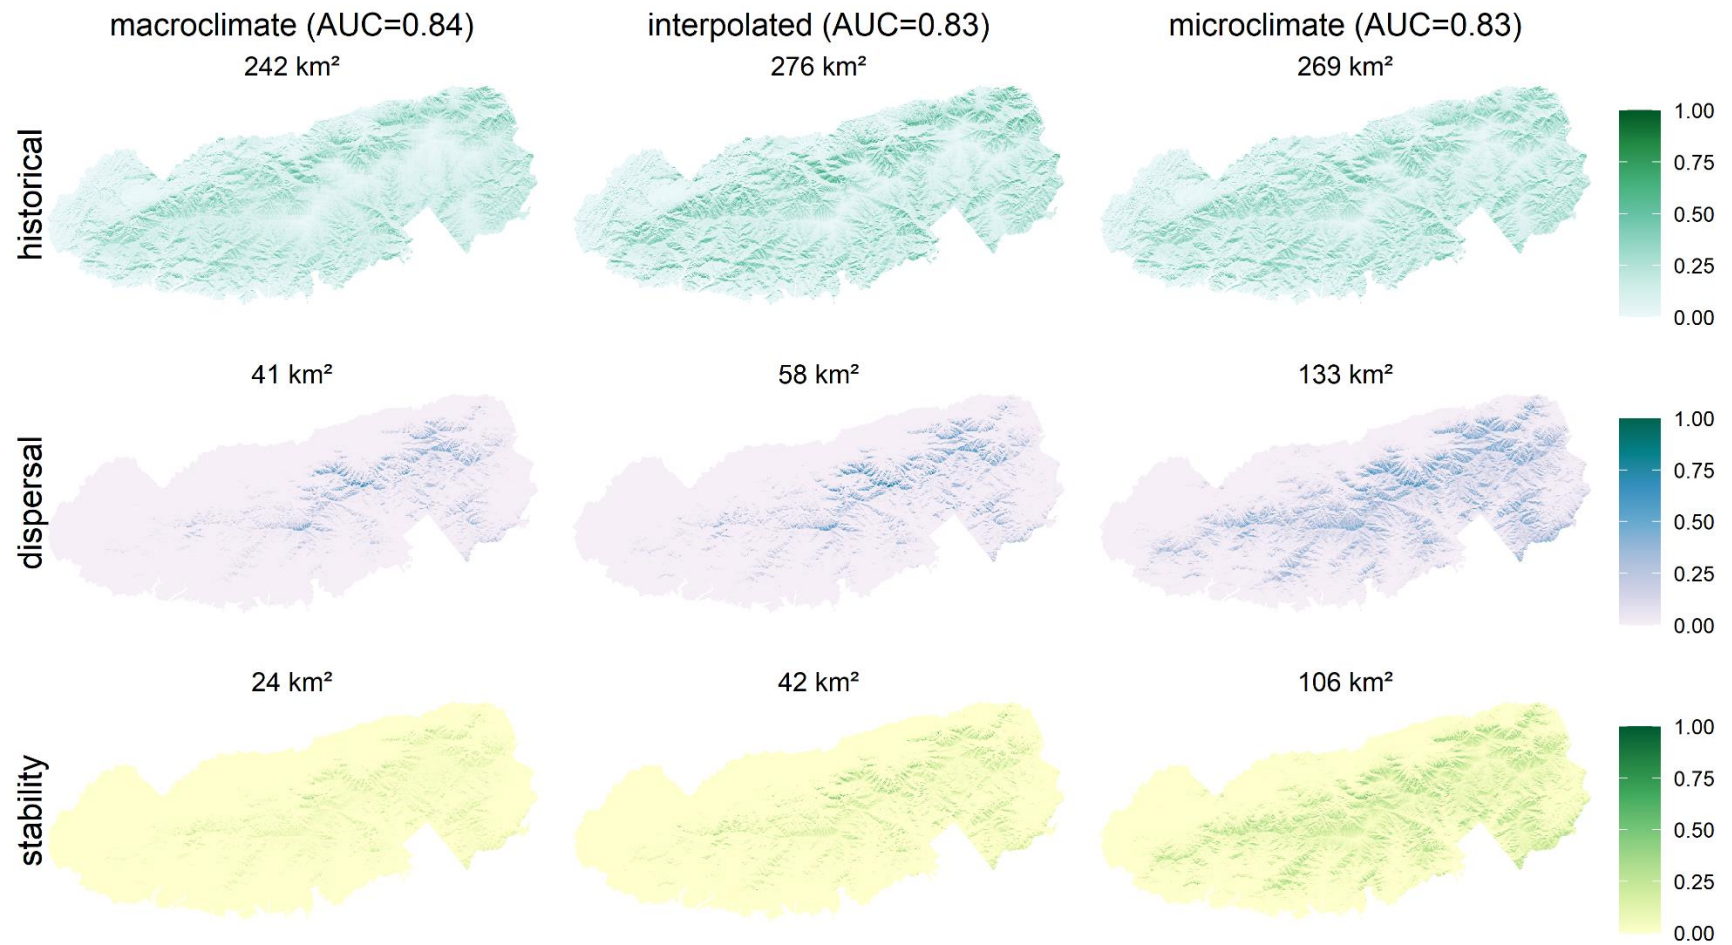 macroclimate (AUC=0.84) interpolated (AUC=0.83) microclimate (AUC=0.83)
242 km² 276 km² 269 km²
historical
1.00
0.75
0.50
0.25
0.00
41 km² 58 km² 133 km²
dispersal
1.00
0.75
0.50
0.25
0.00
24 km² 42 km² 106 km²
stability
1.00
0.75
0.50
0.25
0.00